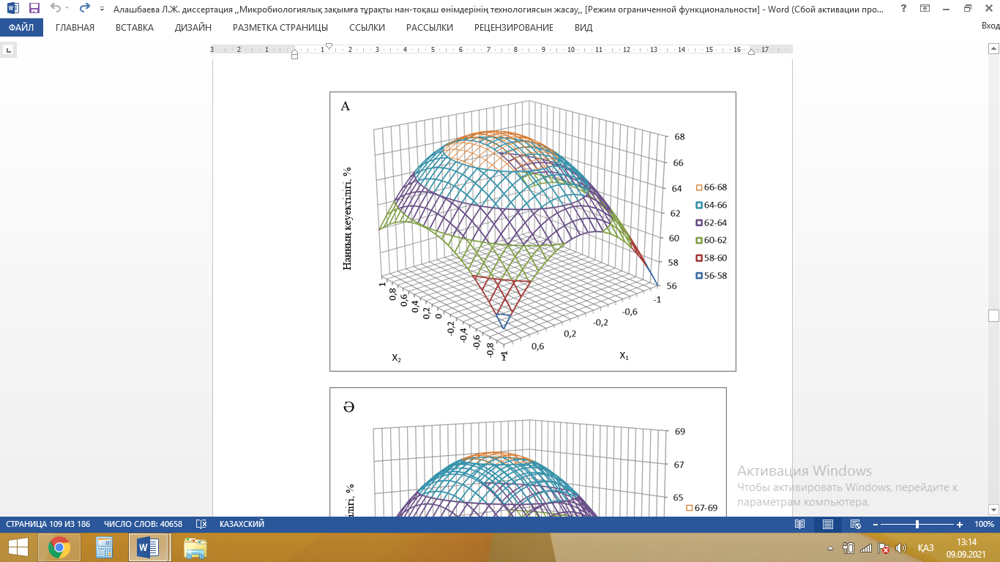 Алашбаева Л.Ж. диссертация ,,Микробиологиялық зақымға тұрақты нан-тоқаш өнімдерінің технологиясын жасау,, [Режим ограниченной функциональности] - Word (Сбой активации про...
ФАЙЛ ГЛАВНАЯ ВСТАВКА ДИЗАЙН РАЗМЕТКА СТРАНИЦЫ ССЫЛКИ РАССЫЛКИ РЕЦЕНЗИРОВАНИЕ ВИД Вход
3 2 1 1 2 3 4 5 6 7 8 9 10 11 12 13 14 15 16 17
А
Нанның кеуектілігі, %
68
66
64
62
60
58
56
66-68
64-66
62-64
60-62
58-60
56-58
1 0,8 0,6 0,4 0,2 0 -0,2 -0,4 -0,6 -0,8 -1
1 0,6 0,2 -0,2 -0,6 -1
X₂ X₁
Ә
69
67
65
67-69
ілігі, %
Активация Windows
Чтобы активировать Windows, перейдите к
параметрам компьютера.
СТРАНИЦА 109 ИЗ 186 ЧИСЛО СЛОВ: 40658 КАЗАХСКИЙ 100%
ҚАЗ 13:14
09.09.2021